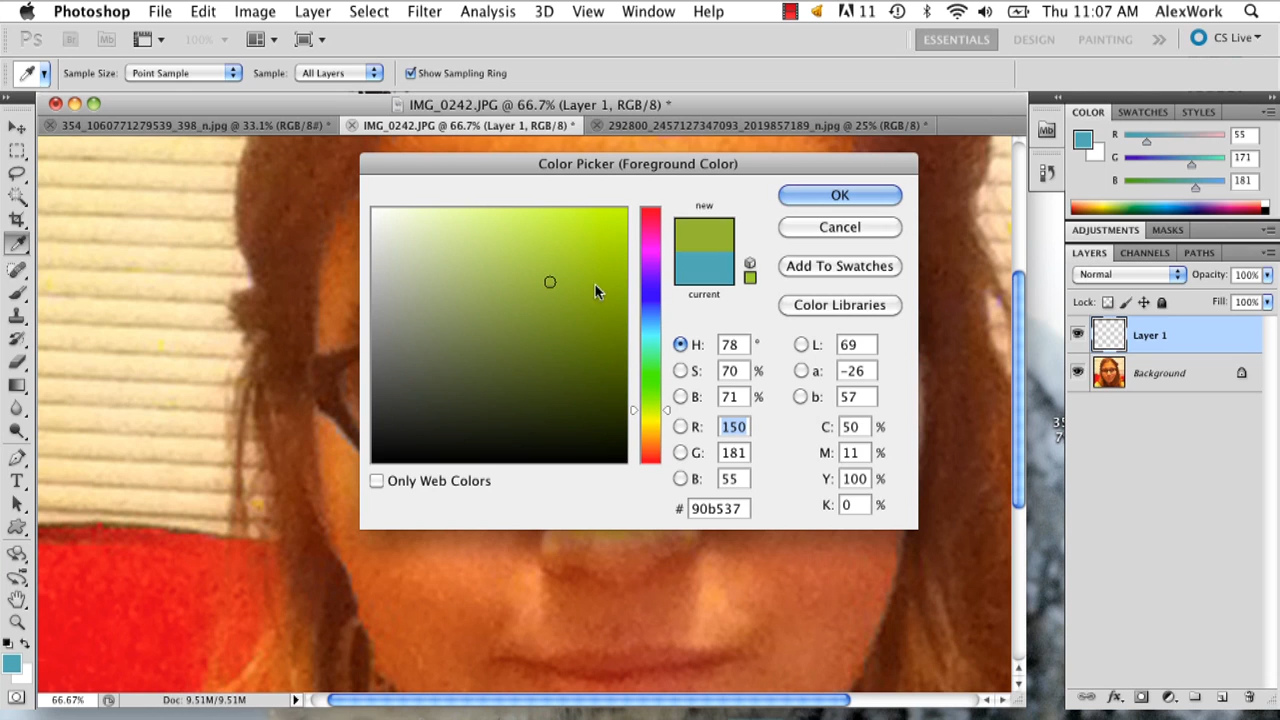 Photoshop File Edit Image Layer Select Filter Analysis 3D View Window Help 11 Thu 11:07 AM AlexWork
Ps Br Mb 100% ESSENTIALS DESIGN PAINTING CS Live
Sample Size: Point Sample Sample: All Layers Show Sampling Ring
IMG_0242.JPG @ 66.7% (Layer 1, RGB/8) *
354_1060771279539_398_n.jpg @ 33.1% (RGB/8#) * IMG_0242.JPG @ 66.7% (Layer 1, RGB/8) * 292800_2457127347093_2019857189_n.jpg @ 25% (RGB/8) *
Color Picker (Foreground Color)
new
current
OK
Cancel
Add To Swatches
Color Libraries
H: 78 ° L: 69
S: 70 % a: -26
B: 71 % b: 57
R: 150 C: 50 %
G: 181 M: 11 %
B: 55 Y: 100 %
# 90b537 K: 0 %
Only Web Colors
Mb
COLOR SWATCHES STYLES
R 55
G 171
B 181
ADJUSTMENTS MASKS
LAYERS CHANNELS PATHS
Normal Opacity: 100%
Lock: Fill: 100%
Layer 1
Background
66.67% Doc: 9.51M/9.51M